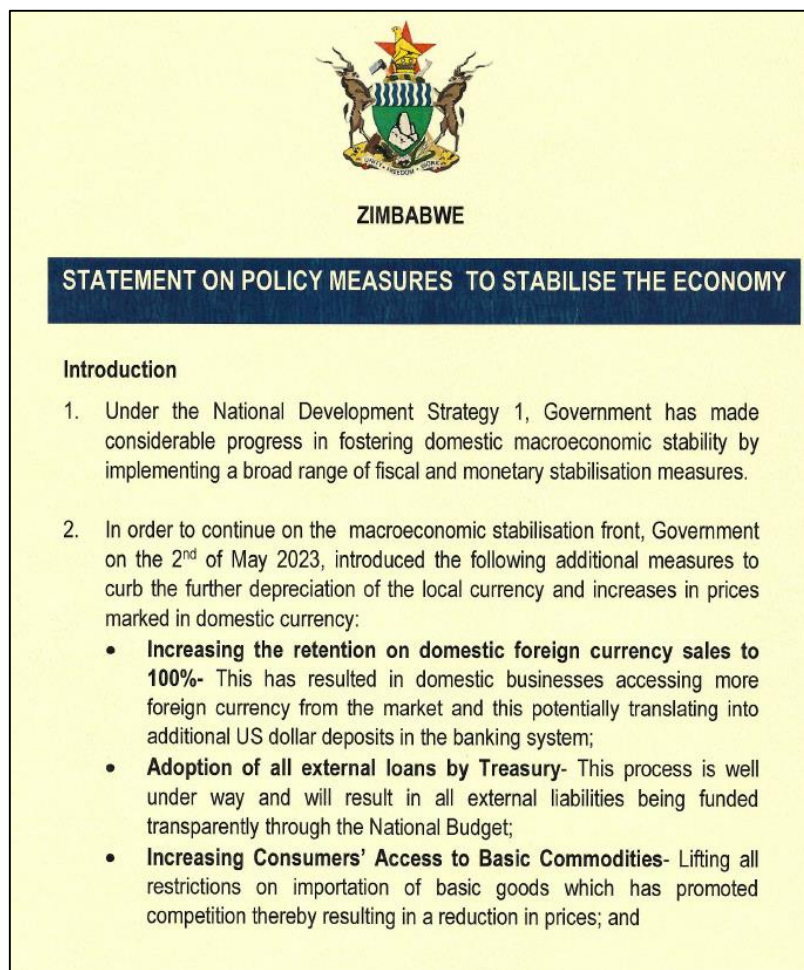 UNITY • FREEDOM • WORK
ZIMBABWE
STATEMENT ON POLICY MEASURES TO STABILISE THE ECONOMY
Introduction
1. Under the National Development Strategy 1, Government has made
considerable progress in fostering domestic macroeconomic stability by
implementing a broad range of fiscal and monetary stabilisation measures.
2. In order to continue on the macroeconomic stabilisation front, Government
on the 2nd of May 2023, introduced the following additional measures to
curb the further depreciation of the local currency and increases in prices
marked in domestic currency:
• Increasing the retention on domestic foreign currency sales to
100%- This has resulted in domestic businesses accessing more
foreign currency from the market and this potentially translating into
additional US dollar deposits in the banking system;
• Adoption of all external loans by Treasury- This process is well
under way and will result in all external liabilities being funded
transparently through the National Budget;
• Increasing Consumers' Access to Basic Commodities- Lifting all
restrictions on importation of basic goods which has promoted
competition thereby resulting in a reduction in prices; and